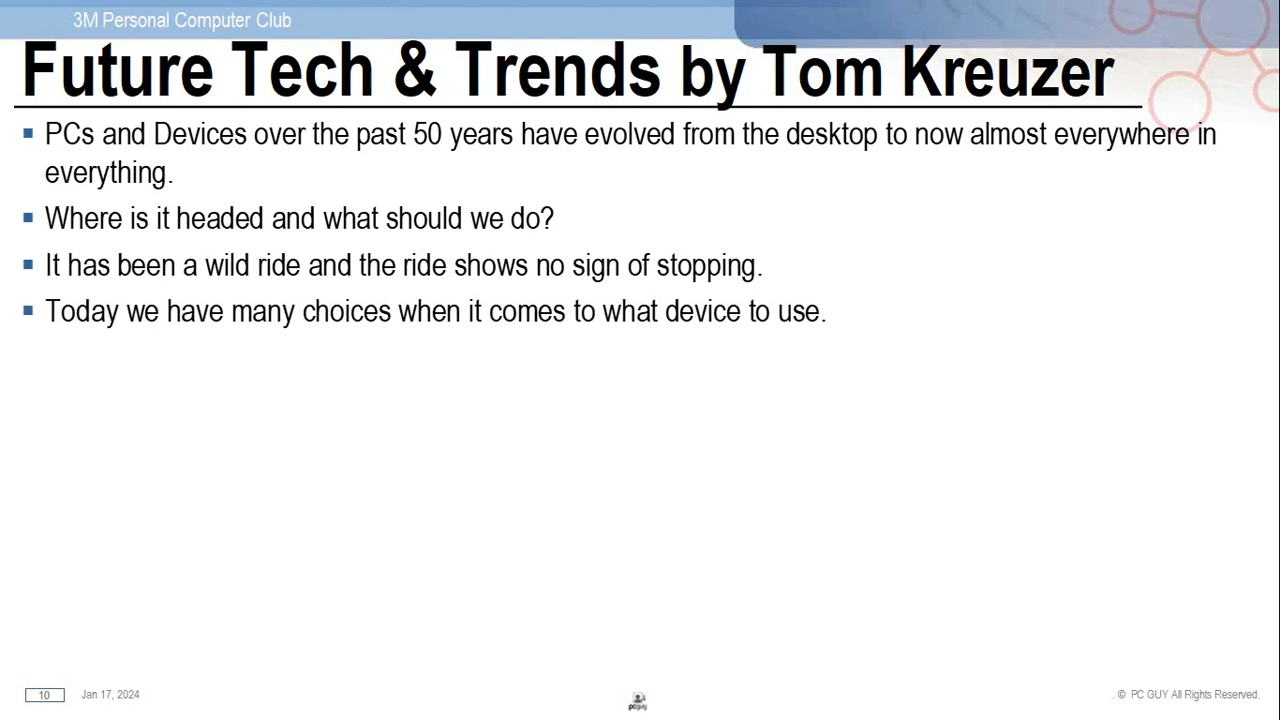 3M Personal Computer Club
Future Tech & Trends by Tom Kreuzer
▪ PCs and Devices over the past 50 years have evolved from the desktop to now almost everywhere in
everything.
▪ Where is it headed and what should we do?
▪ It has been a wild ride and the ride shows no sign of stopping.
▪ Today we have many choices when it comes to what device to use.
10 Jan 17, 2024
pcguy
. © PC GUY All Rights Reserved.